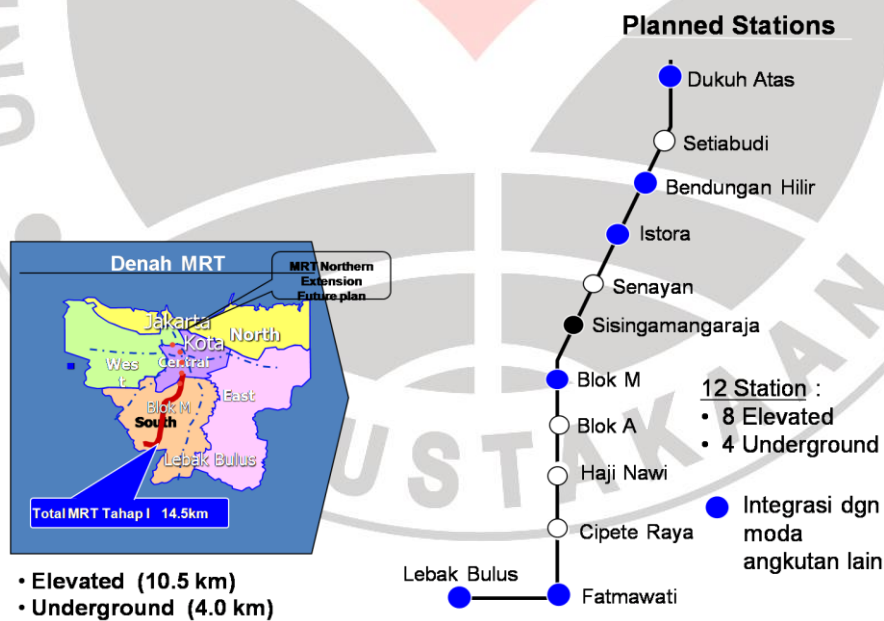 Planned Stations
Dukuh Atas
Setiabudi
Bendungan Hilir
Istora
Senayan
Sisingamangaraja
Blok M
Blok A
Haji Nawi
Cipete Raya
Fatmawati
Lebak Bulus
12 Station :
• 8 Elevated
• 4 Underground
Integrasi dgn
moda
angkutan lain
Denah MRT
MRT Northern
Extension
Future plan
Jakarta
Kota
North
Wes
t
Central
East
Blok M
South
Lebak Bulus
Total MRT Tahap I 14.5km
• Elevated (10.5 km)
• Underground (4.0 km)
USTAKAAN